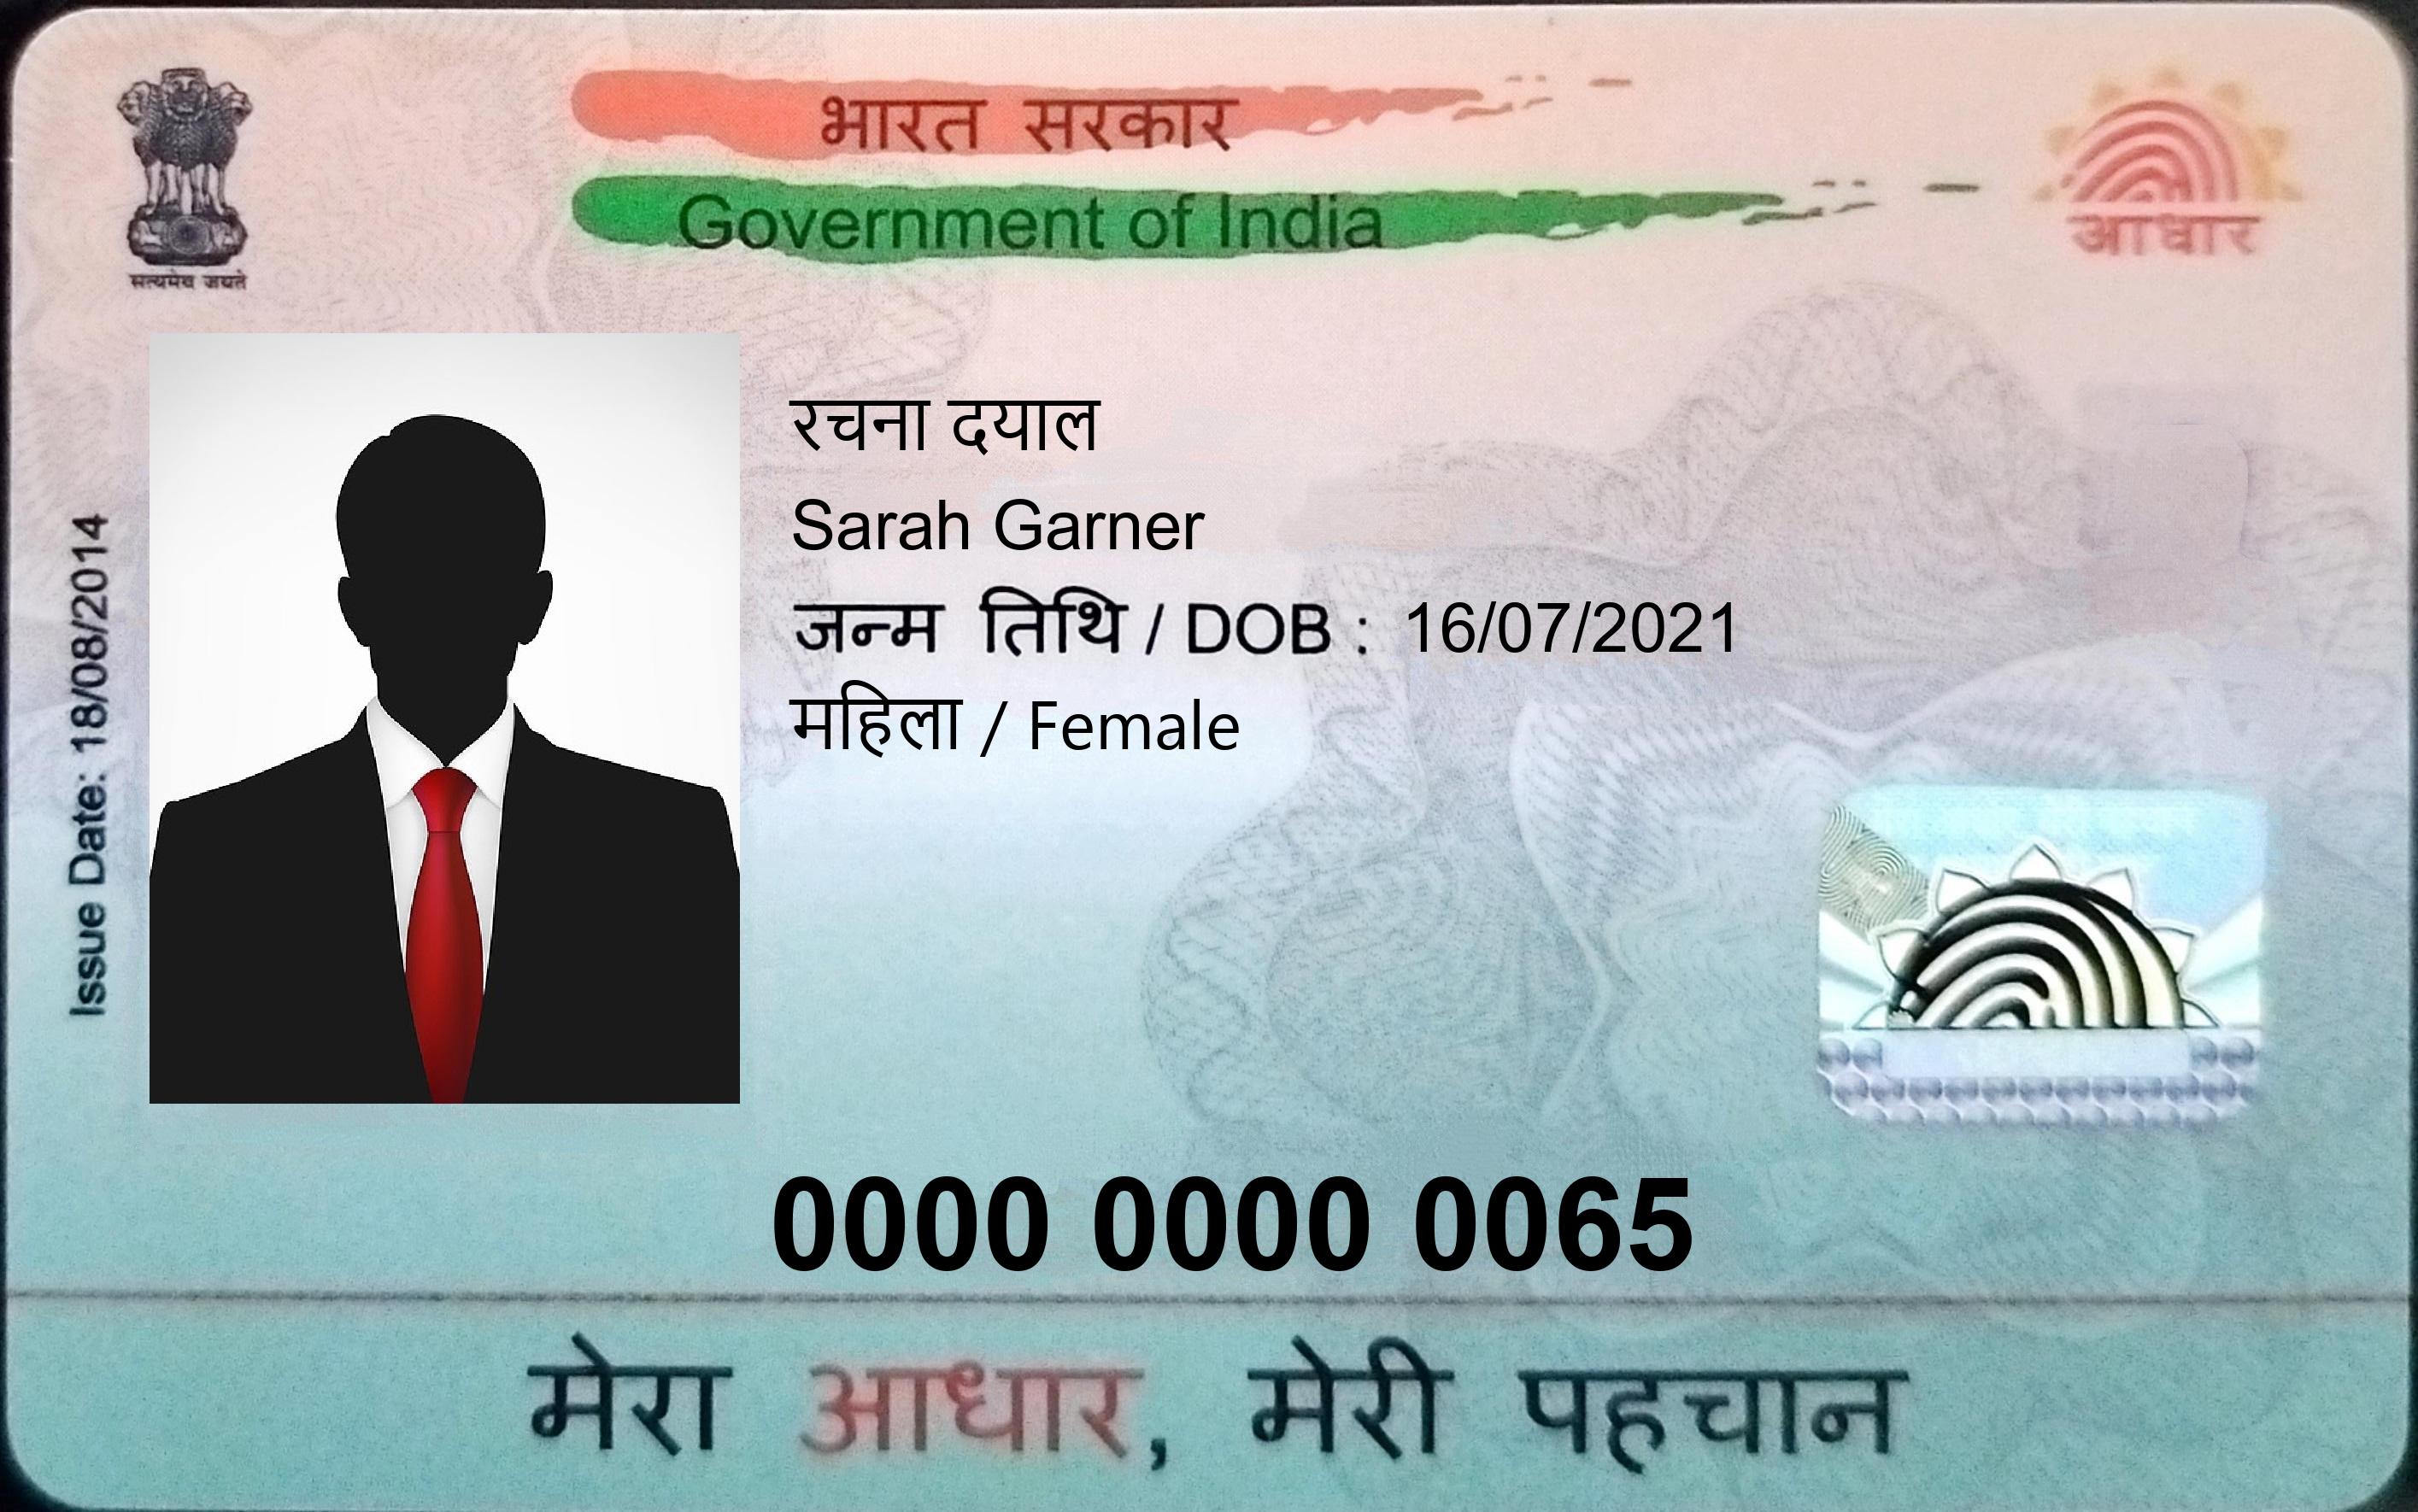 भारत सरकार
Government of India
सत्यमेव जयते
आधार
Issue Date: 18/08/2014
रचना दयाल
Sarah Garner
जन्म तिथि / DOB : 16/07/2021
महिला / Female
0000 0000 0065
मेरा आधार, मेरी पहचान